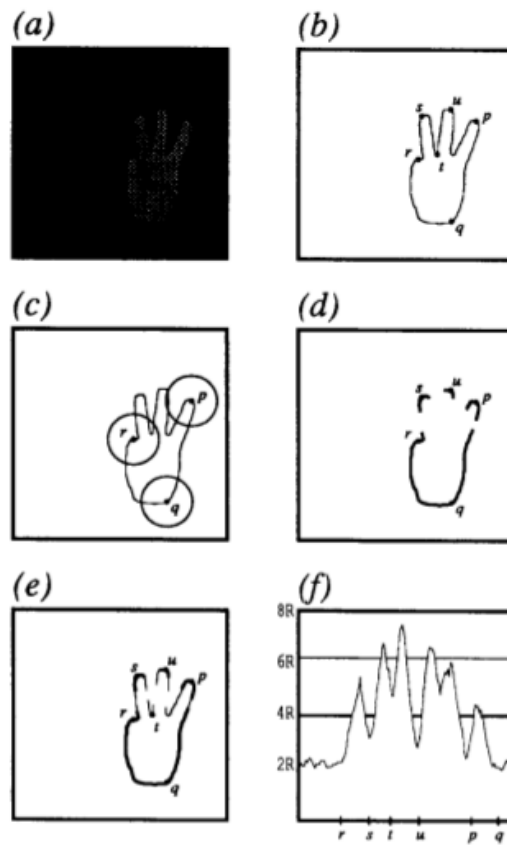 (a)
(b)
s u p
r t
q
(c)
(d)
r p
q
s u p
r
q
(e)
(f)
s u p
r t
q
8R
6R
4R
2R
r s t u p q